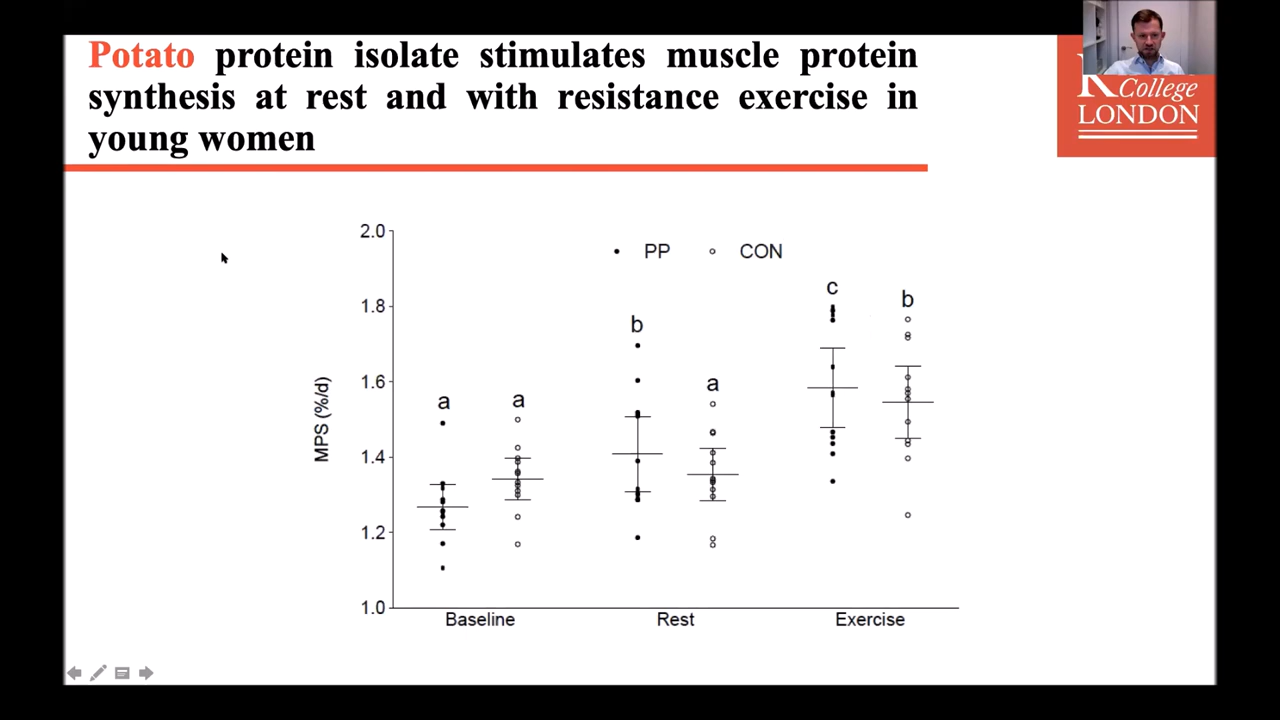 Potato protein isolate stimulates muscle protein
synthesis at rest and with resistance exercise in
young women
College
LONDON
2.0
PP
CON
1.8
c
b
b
1.6
a
a
a
MPS (%/d)
1.4
1.2
1.0
Baseline
Rest
Exercise